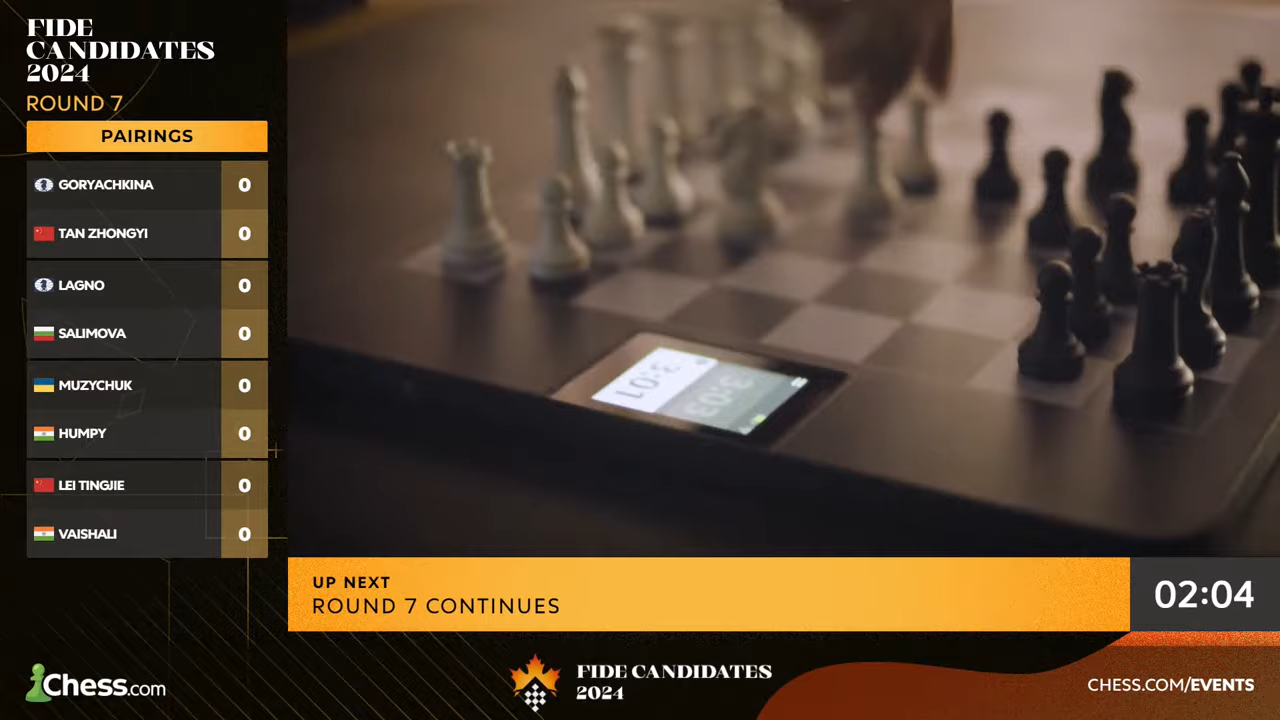 FIDE
CANDIDATES
2024
ROUND 7
PAIRINGS
GORYACHKINA 0
TAN ZHONGYI 0
LAGNO 0
SALIMOVA 0
MUZYCHUK 0
HUMPY 0
LEI TINGJIE 0
VAISHALI 0
UP NEXT
ROUND 7 CONTINUES
02:04
Chess.com
FIDE CANDIDATES
2024
CHESS.COM/EVENTS